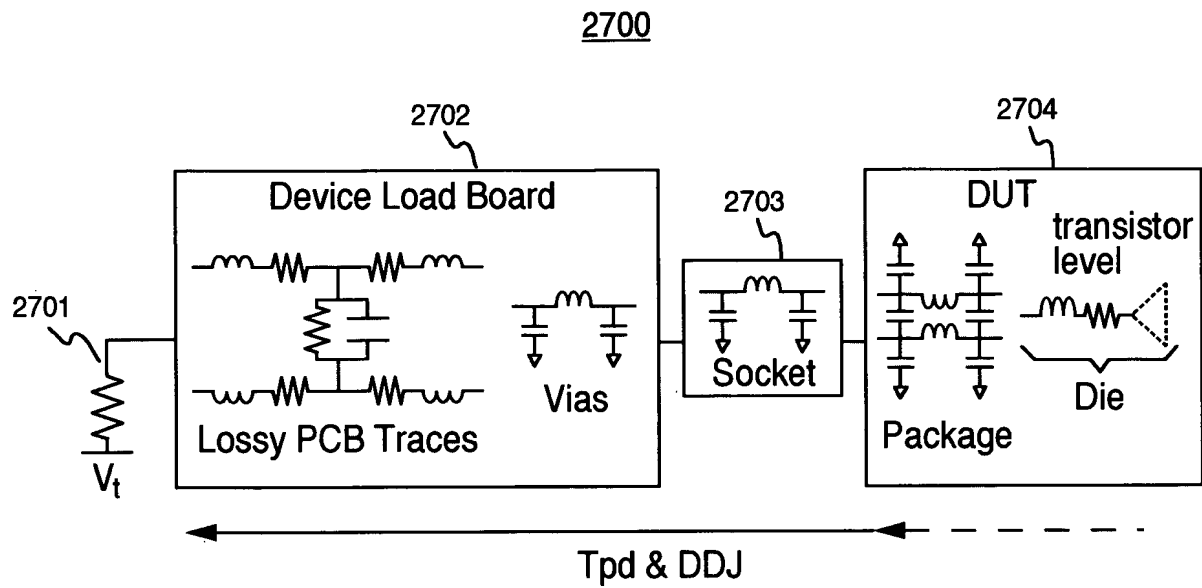 2700
2702
2704
Device Load Board
DUT
2703
transistor
level
2701
Vias
Socket
Die
Lossy PCB Traces
Package
Vt
Tpd & DDJ